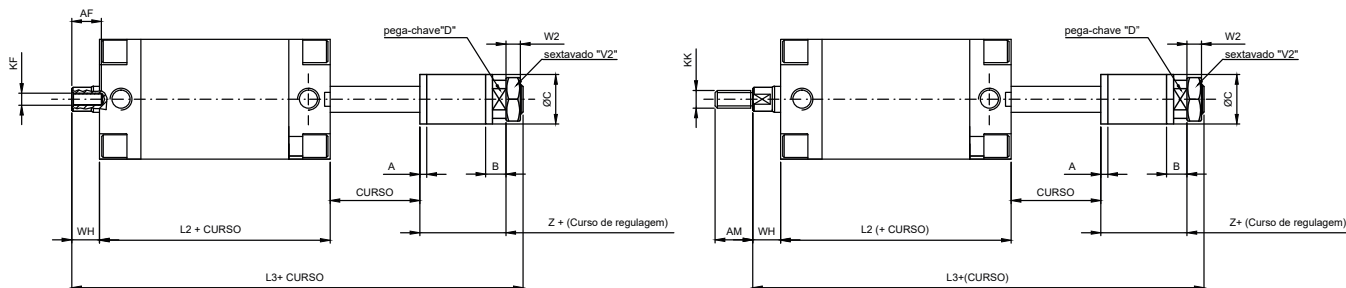 AF
KF
pega-chave"D"
W2
sextavado "V2"
ØC
A
B
CURSO
WH
L2 + CURSO
Z + (Curso de regulagem)
L3+ CURSO
KK
pega-chave "D"
W2
sextavado "V2"
ØC
A
B
CURSO
AM
WH
L2 (+ CURSO)
Z+ (Curso de regulagem)
L3+(CURSO)